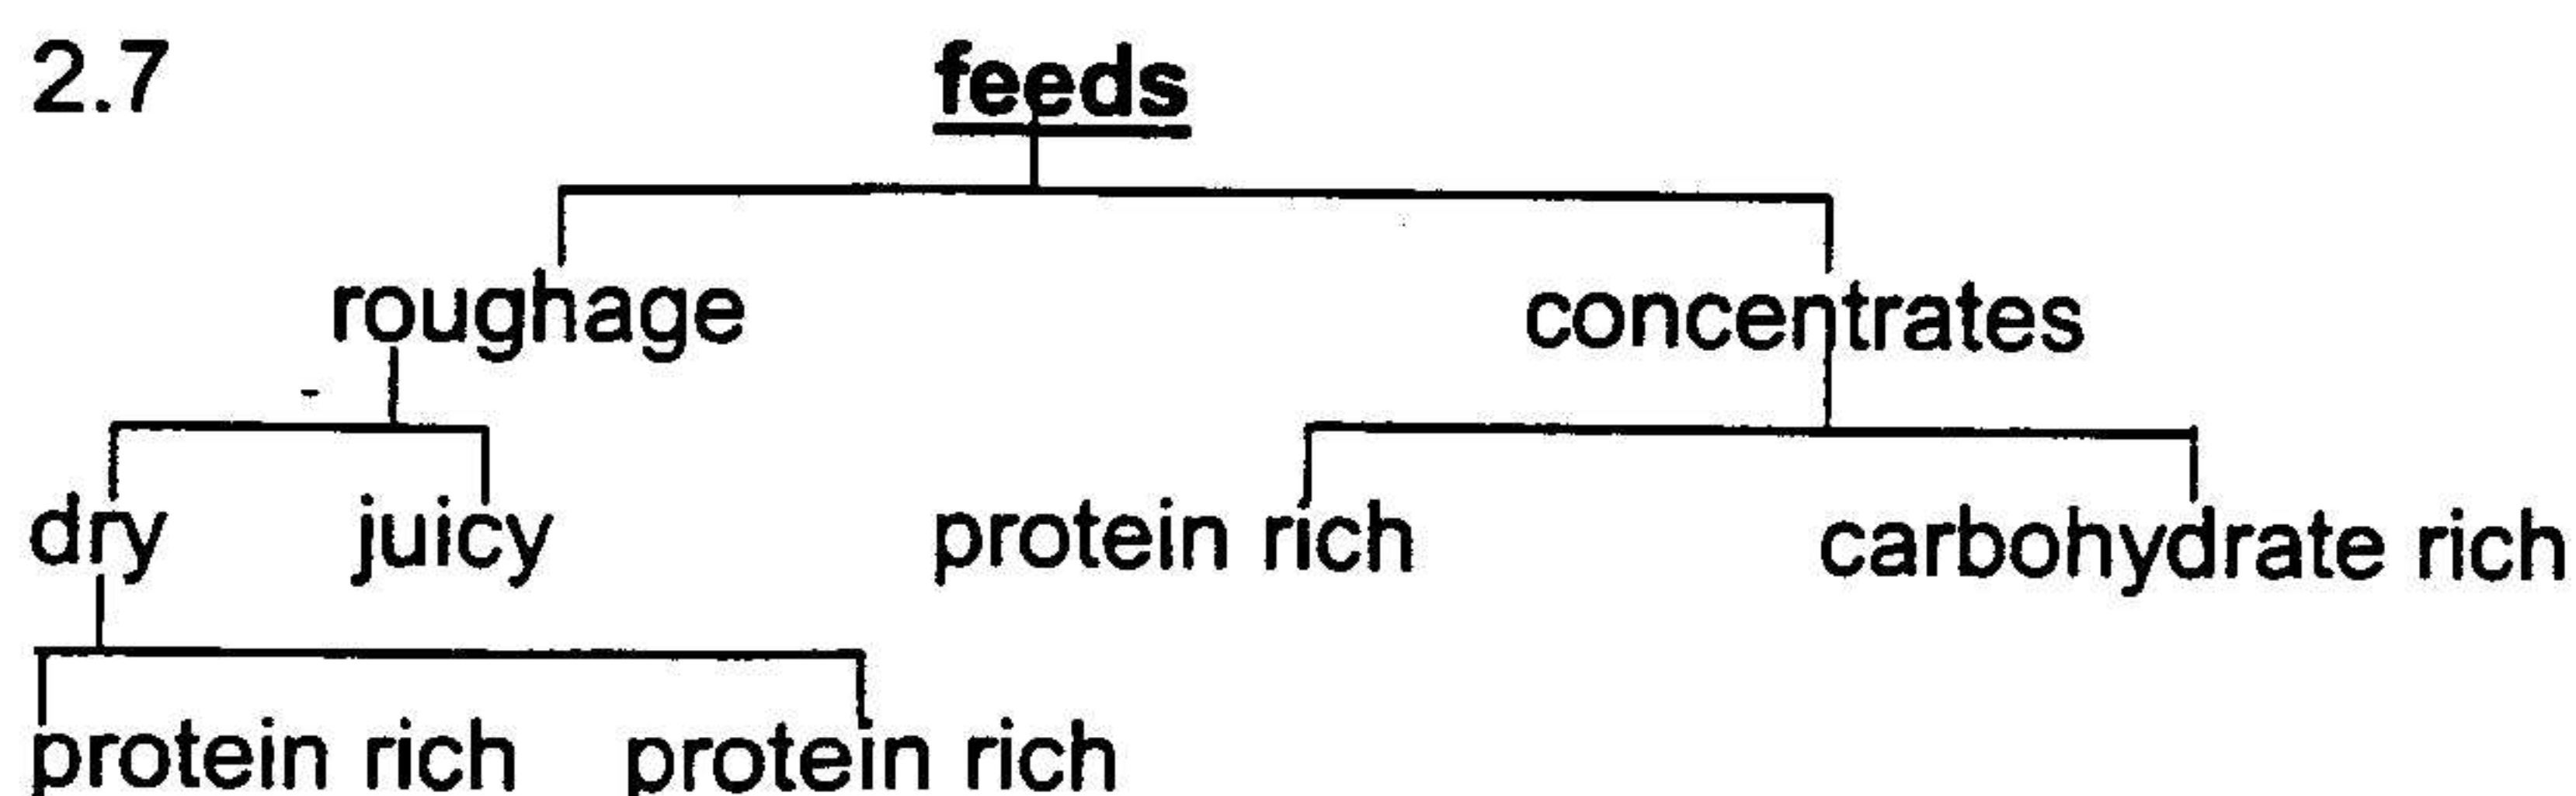 2.7 feeds
roughage concentrates
dry juicy protein rich carbohydrate rich
protein rich protein rich